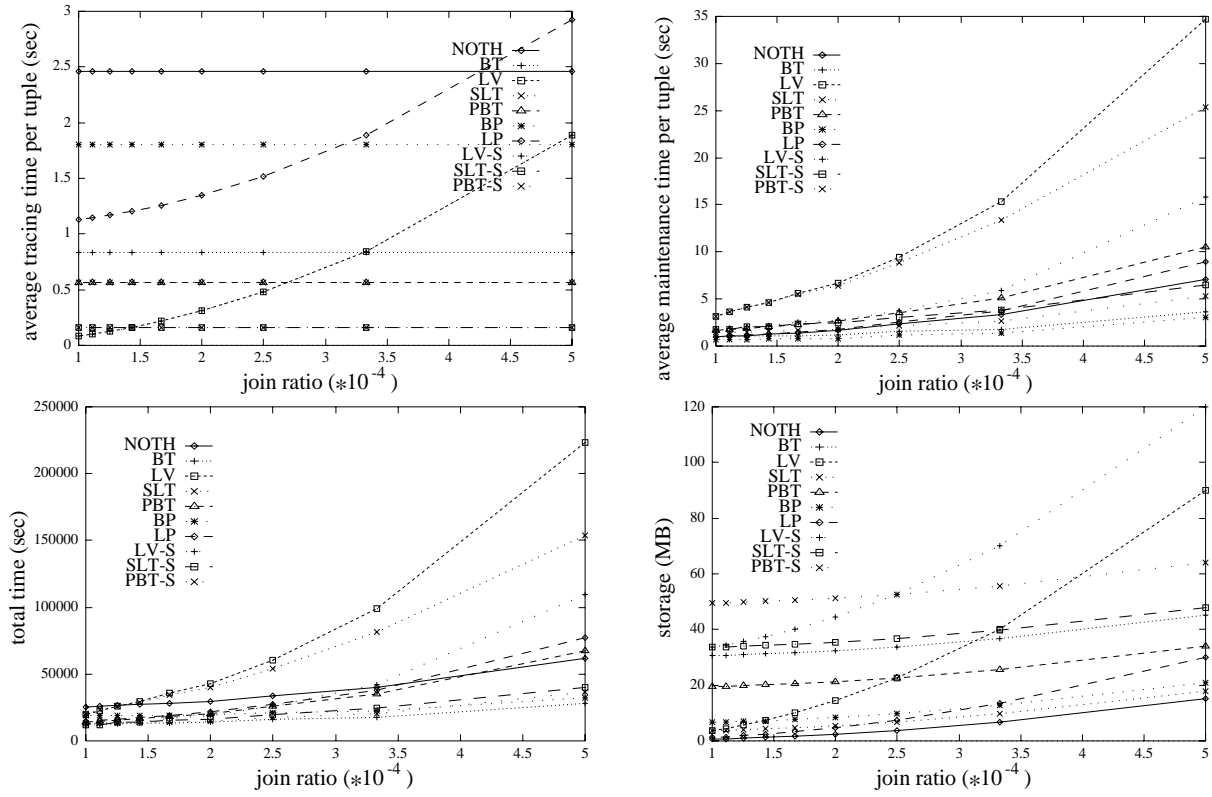 average tracing time per tuple (sec)
3
2.5
2
1.5
1
0.5
0
NOTH
BT
LV
SLT
PBT
BP
LP
LV-S
SLT-S
PBT-S
1 1.5 2 2.5 3 3.5 4 4.5 5
join ratio (*10^-4)
average maintenance time per tuple (sec)
35
30
25
20
15
10
5
0
NOTH
BT
LV
SLT
PBT
BP
LP
LV-S
SLT-S
PBT-S
1 1.5 2 2.5 3 3.5 4 4.5 5
join ratio (*10^-4)
total time (sec)
250000
200000
150000
100000
50000
0
NOTH
BT
LV
SLT
PBT
BP
LP
LV-S
SLT-S
PBT-S
1 1.5 2 2.5 3 3.5 4 4.5 5
join ratio (*10^-4)
storage (MB)
120
100
80
60
40
20
0
NOTH
BT
LV
SLT
PBT
BP
LP
LV-S
SLT-S
PBT-S
1 1.5 2 2.5 3 3.5 4 4.5 5
join ratio (*10^-4)